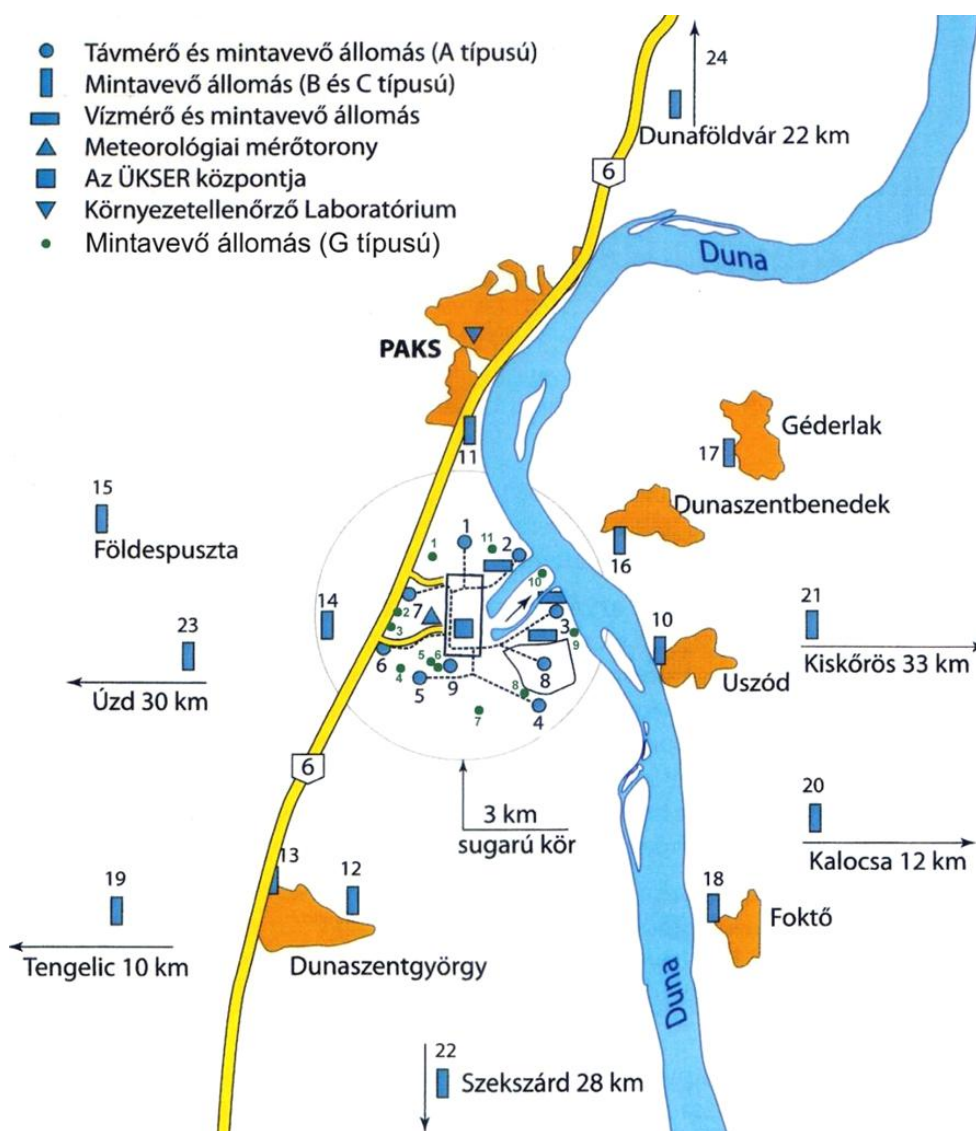 Távmérő és mintavevő állomás (A típusú)
Mintavevő állomás (B és C típusú)
Vízmérő és mintavevő állomás
Meteorológiai mérőtorony
Az ÜKSER központja
Környezetellenőrző Laboratórium
Mintavevő állomás (G típusú)
24
Dunaföldvár 22 km
6
Duna
PAKS
11
Géderlak
17
Dunaszentbenedek
16
15
Földespuszta
14
23
Úzd 30 km
1
1
11
2
10
7
2
3
3
9
6
5
6
4
5
9
8
8
4
7
10
Uszód
21
Kiskőrös 33 km
6
3 km
sugarú kör
20
Kalocsa 12 km
13
12
Dunaszentgyörgy
19
Tengelic 10 km
18
Foktő
Duna
22
Szekszárd 28 km